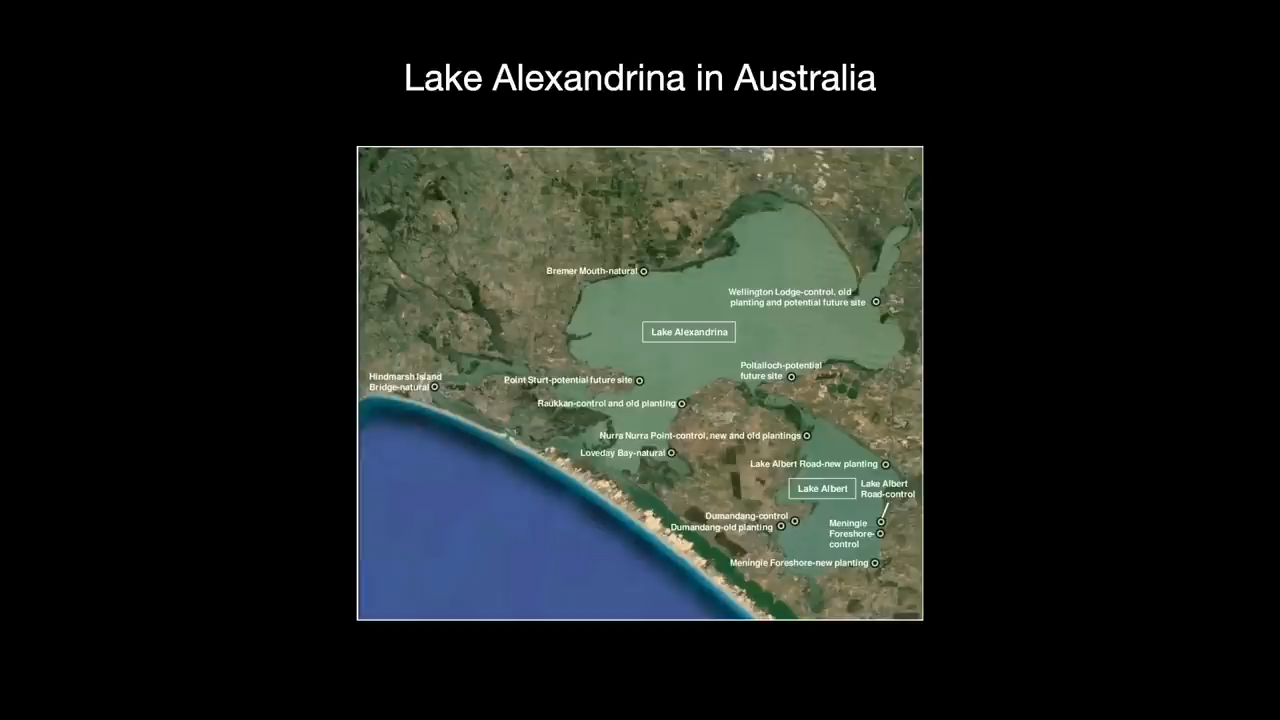 Lake Alexandrina in Australia
Bremer Mouth-natural
Wellington Lodge-control, old
planting and potential future site
Lake Alexandrina
Poltalloch-potential
future site
Hindmarsh Island
Bridge-natural
Point Sturt-potential future site
Raukkan-control and old planting
Nurra Nurra Point-control, new and old plantings
Loveday Bay-natural
Lake Albert Road-new planting
Lake Albert
Lake Albert
Road-control
Dumandang-control
Dumandang-old planting
Meningie
Foreshore-
control
Meningie Foreshore-new planting